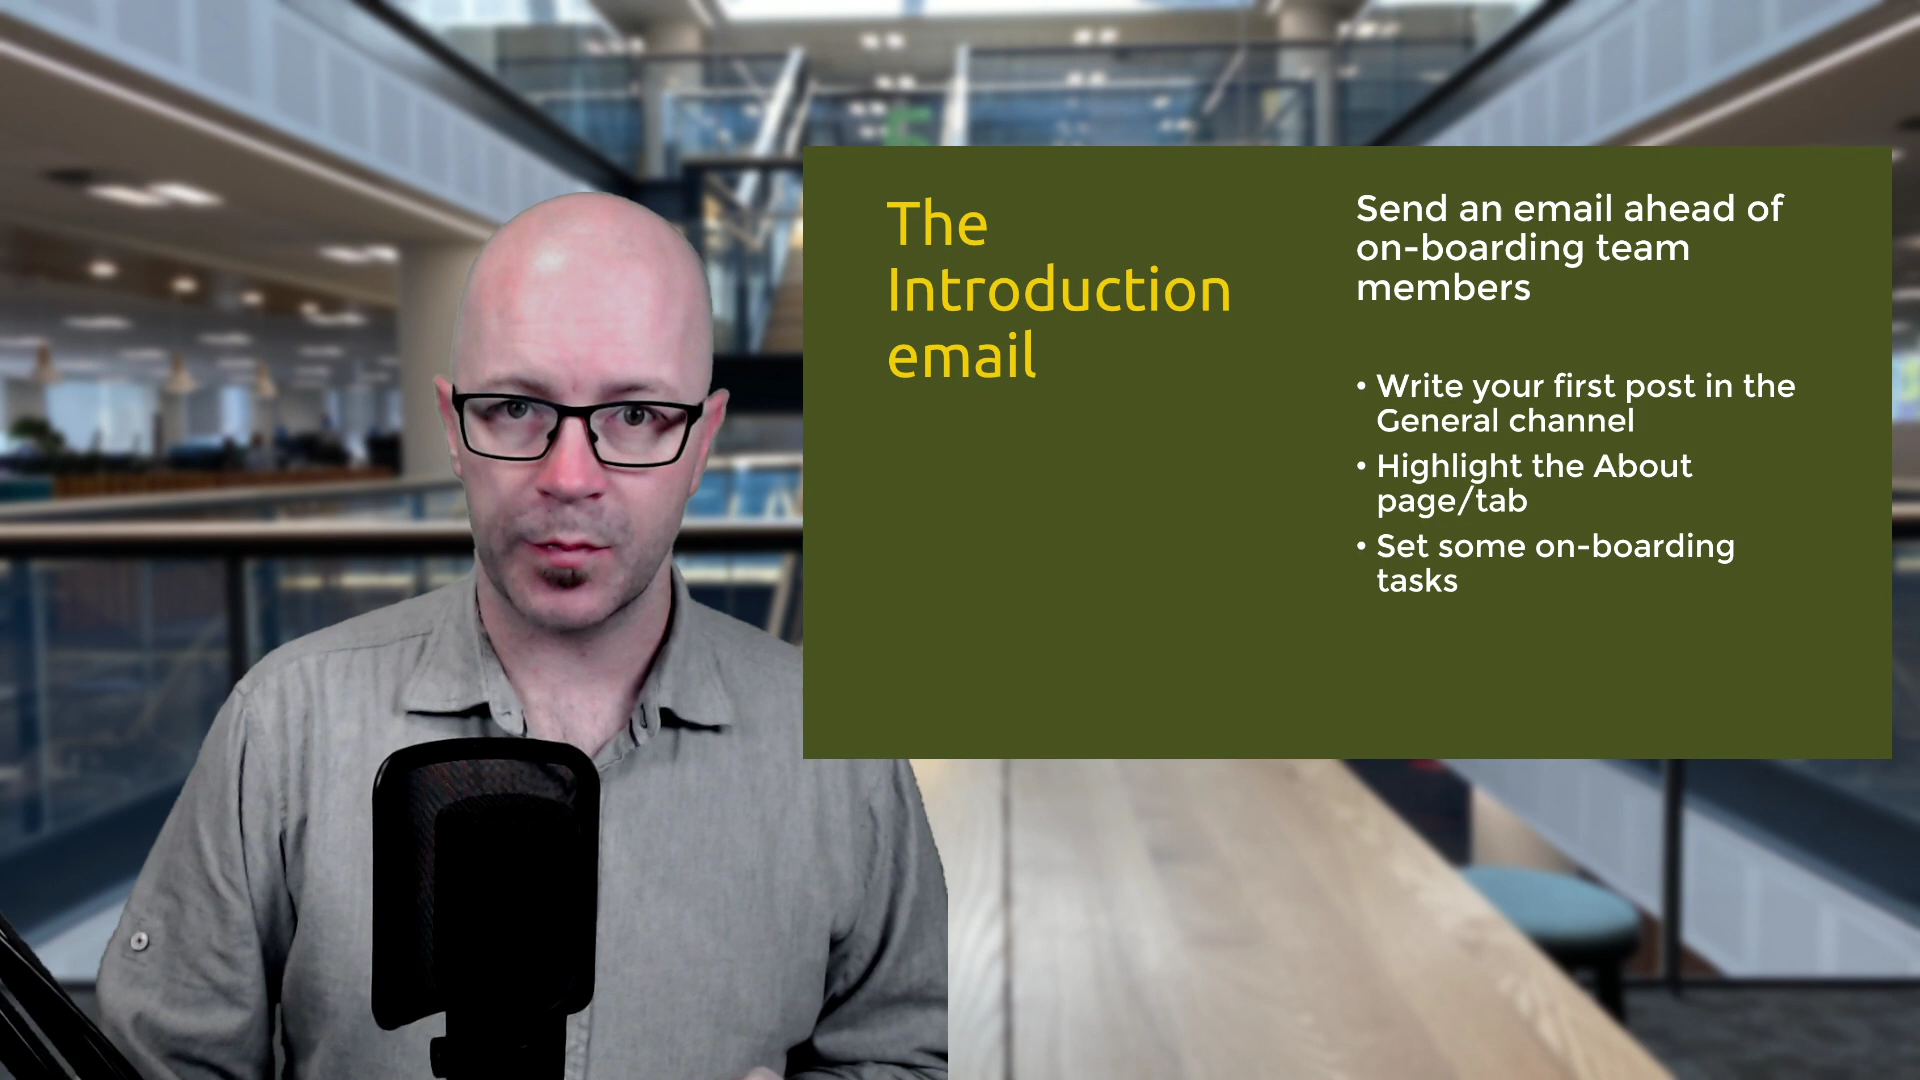 The
Introduction
email
Send an email ahead of
on-boarding team
members
• Write your first post in the
General channel
• Highlight the About
page/tab
• Set some on-boarding
tasks